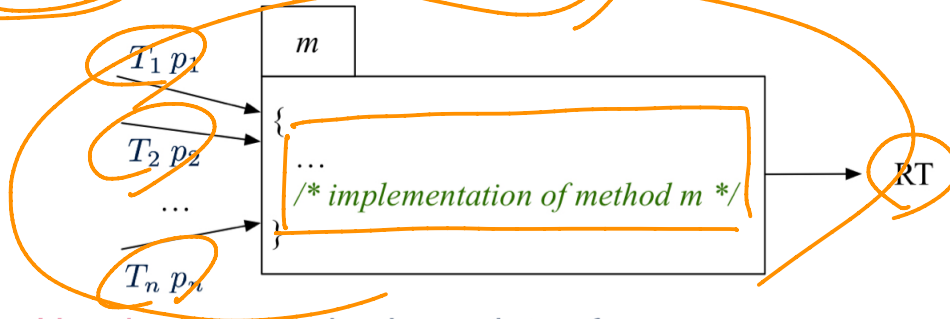 m
T₁ p₁
{
T₂ p₂
...
/* implementation of method m */
RT
...
}
Tₙ pₙ